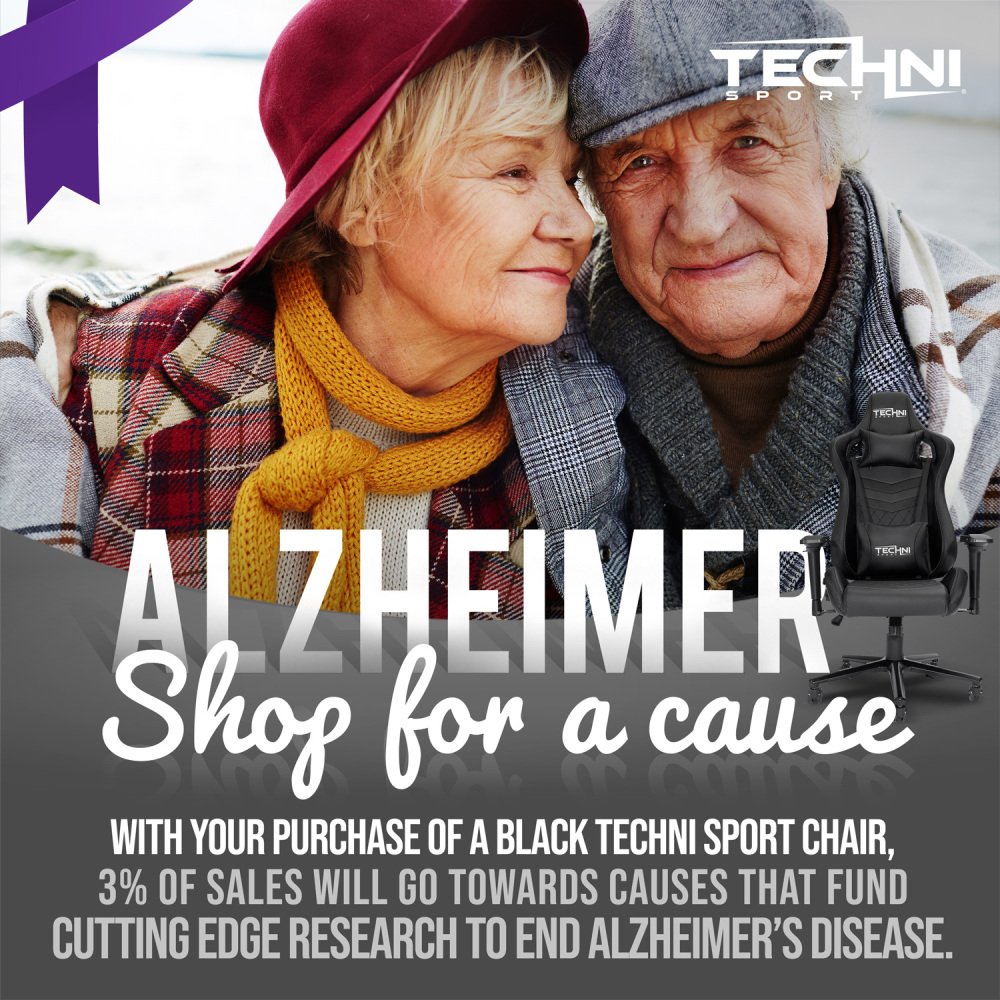 TECHNI
SPORT
TECHNI
TECHNI
ALZHEIMER
Shop for a cause
WITH YOUR PURCHASE OF A BLACK TECHNI SPORT CHAIR,
3% OF SALES WILL GO TOWARDS CAUSES THAT FUND
CUTTING EDGE RESEARCH TO END ALZHEIMER'S DISEASE.